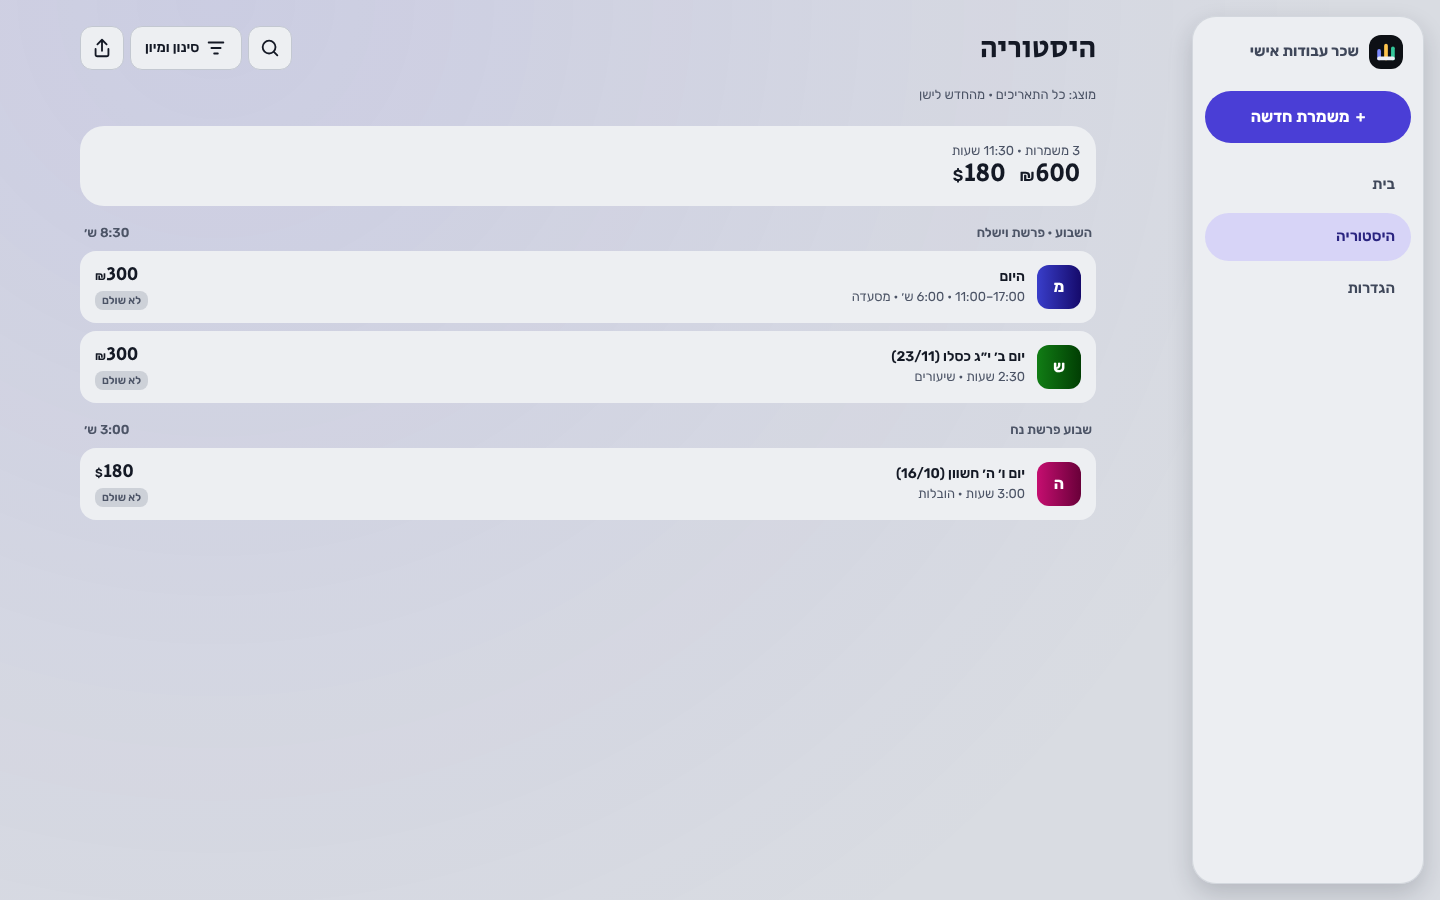 שכר עבודות אישי
+ משמרת חדשה
בית
היסטוריה
הגדרות
היסטוריה
סינון ומיון
מוצג: כל התאריכים • מהחדש לישן
3 משמרות • 11:30 שעות
600₪ 180$
השבוע • פרשת וישלח
8:30 ש׳
מ
היום
11:00–17:00 • 6:00 ש׳ • מסעדה
300₪
לא שולם
ש
יום ב׳ י״ג כסלו (23/11)
2:30 שעות • שיעורים
300₪
לא שולם
שבוע פרשת נח
3:00 ש׳
ה
יום ו׳ ה׳ חשוון (16/10)
3:00 שעות • הובלות
180$
לא שולם